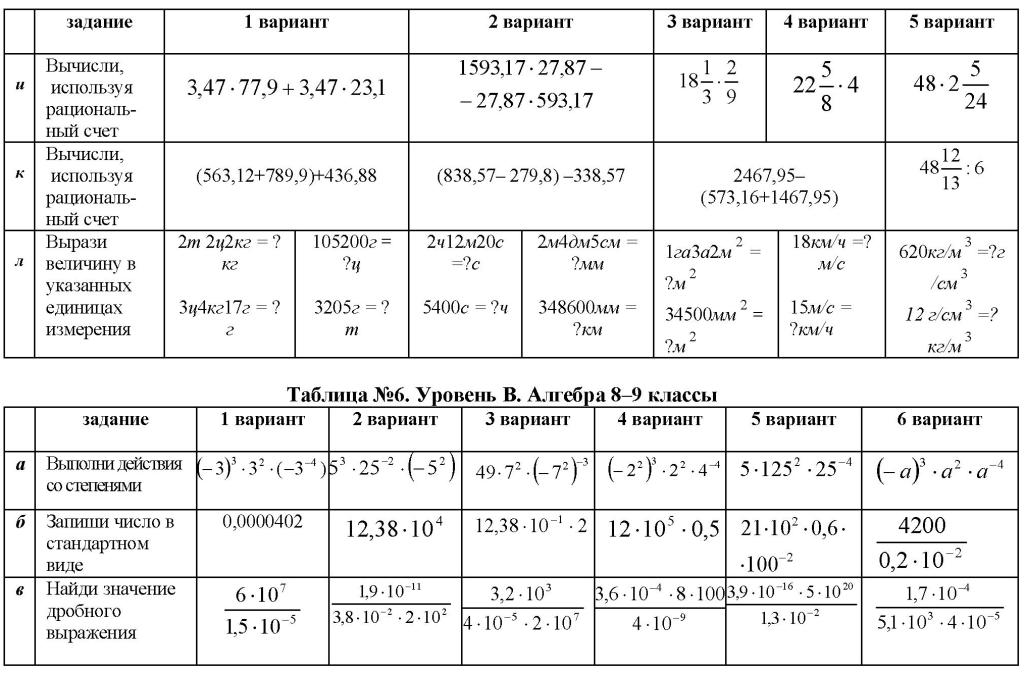 задание 1 вариант 2 вариант 3 вариант 4 вариант 5 вариант
и Вычисли, используя рациональ- ный счет 3,47·77,9 + 3,47·23,1 1593,17·27,87 – – 27,87·593,17 18 1/3 · 2/9 22 5/8 · 4 48·2 5/24
к Вычисли, используя рациональ- ный счет (563,12+789,9)+436,88 (838,57– 279,8) –338,57 2467,95– (573,16+1467,95) 48 12/13 : 6
л Вырази величину в указанных единицах измерения
2т 2ц2кг = ? кг
3ц4кг17г = ? г
105200г = ?ц
3205г = ? т
2ч12м20с =?с
5400с = ?ч
2м4дм5см = ?мм
348600мм = ?км
1га3а2м² = ?м²
34500мм² = ?м²
18км/ч =? м/с
15м/с = ?км/ч
620кг/м³ =?г /см³
12 г/см³ =? кг/м³
Таблица №6. Уровень В. Алгебра 8–9 классы
задание 1 вариант 2 вариант 3 вариант 4 вариант 5 вариант 6 вариант
а Выполни действия со степенями (−3)³·3²·(−3⁻⁴) 5³·25⁻²·(−5²) 49·7²·(−7²)⁻³ (−2²)³·2²·4⁻⁴ 5·125²·25⁻⁴ (−a)³·a²·a⁻⁴
б Запиши число в стандартном виде 0,0000402 12,38·10⁴ 12,38·10⁻¹·2 12·10⁵·0,5 21·10²·0,6· ·100⁻² 4200/0,2·10⁻²
в Найди значение дробного выражения 6·10⁷/1,5·10⁻⁵ 1,9·10⁻¹¹/3,8·10⁻²·2·10² 3,2·10³/4·10⁻⁵·2·10⁷ 3,6·10⁻⁴·8·100/4·10⁻⁹ 3,9·10⁻¹⁶·5·10²⁰/1,3·10⁻² 1,7·10⁻⁴/5,1·10³·4·10⁻⁵